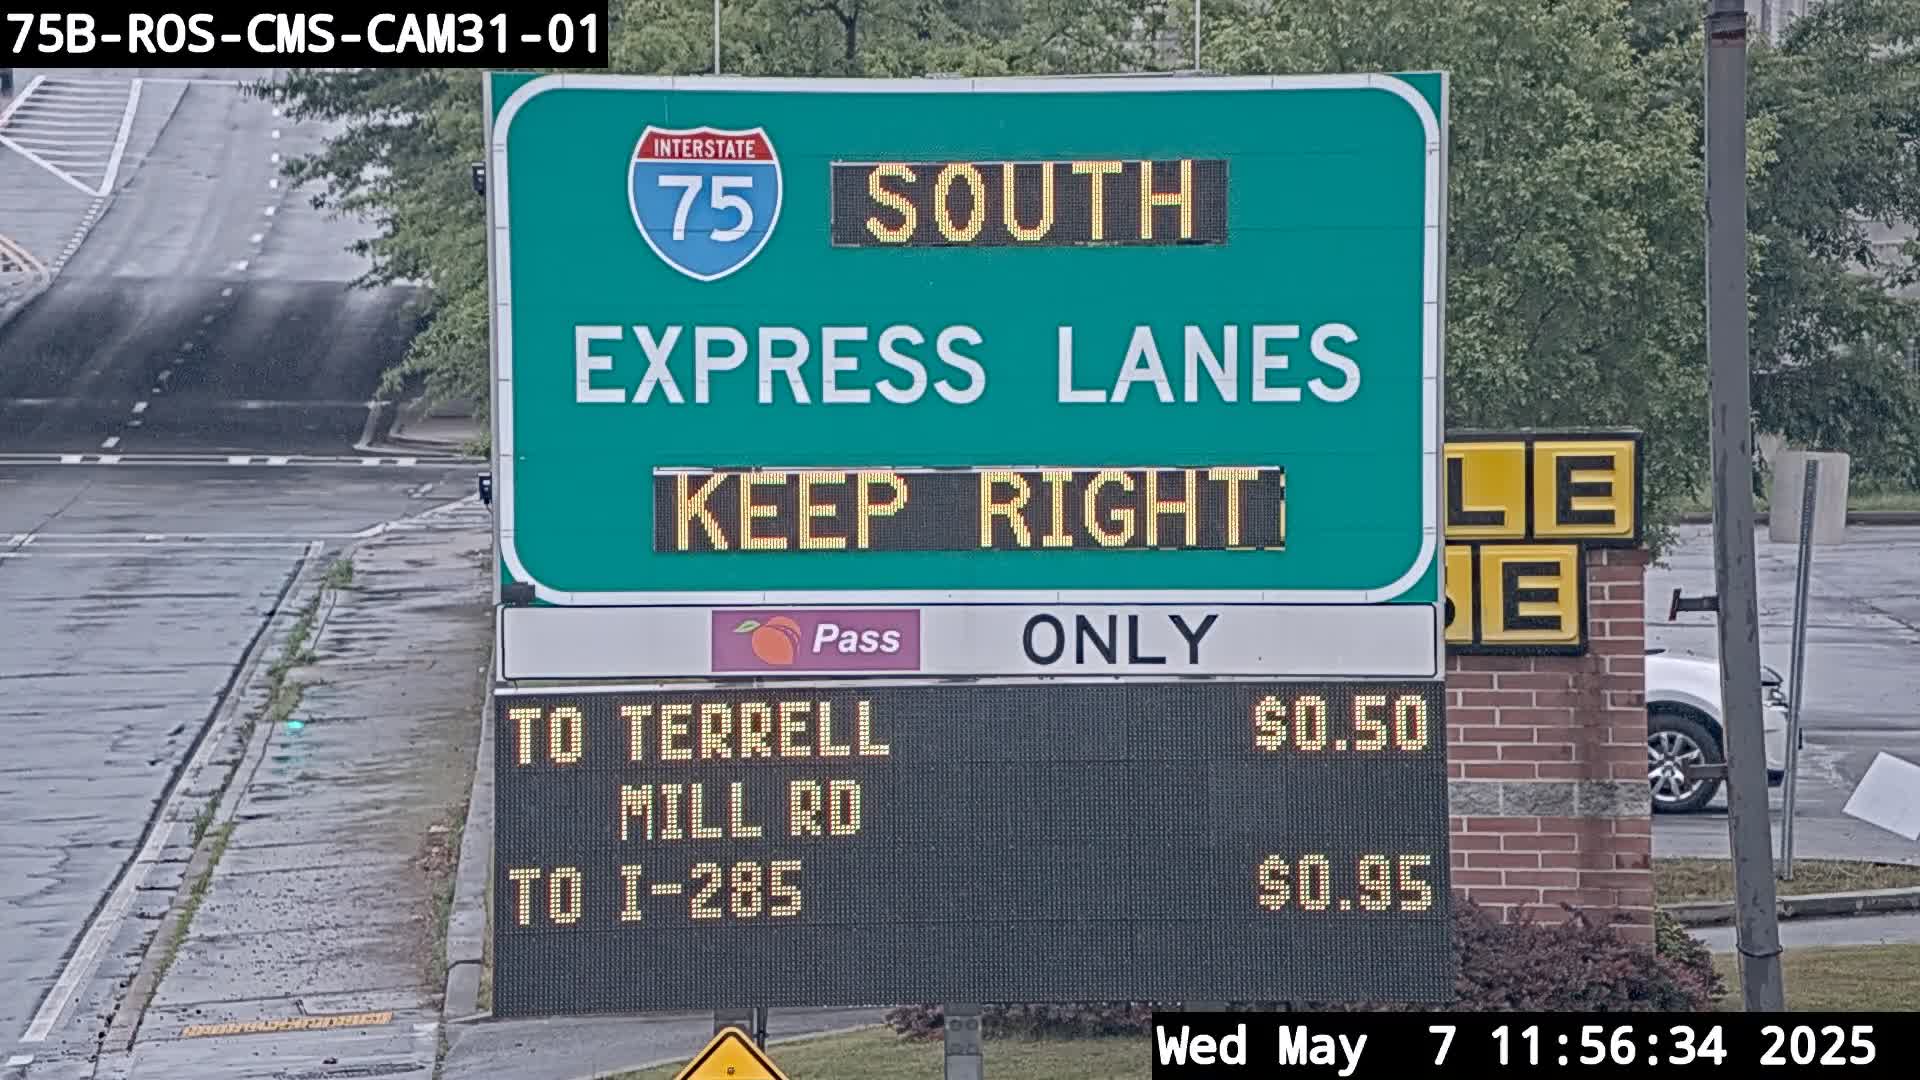 75B-ROS-CMS-CAM31-01
INTERSTATE
75
SOUTH
EXPRESS LANES
KEEP RIGHT
Pass ONLY
TO TERRELL $0.50
MILL RD
TO I-285 $0.95
LE
E
Wed May 7 11:56:34 2025